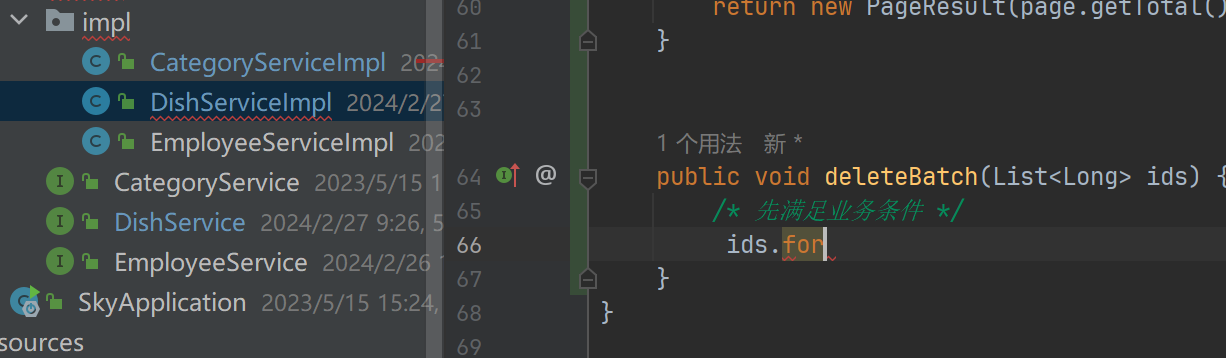 impl
CategoryServiceImpl 202
DishServiceImpl 2024/2/27
EmployeeServiceImpl 202
CategoryService 2023/5/15 1
DishService 2024/2/27 9:26, 5
EmployeeService 2024/2/26 1
SkyApplication 2023/5/15 15:24,
sources
60 return new PageResult(page.getTotal()
61 }
62
63
1 个用法 新 *
64 @ public void deleteBatch(List<Long> ids) {
65 /* 先满足业务条件 */
66 ids.for
67 }
68 }
69